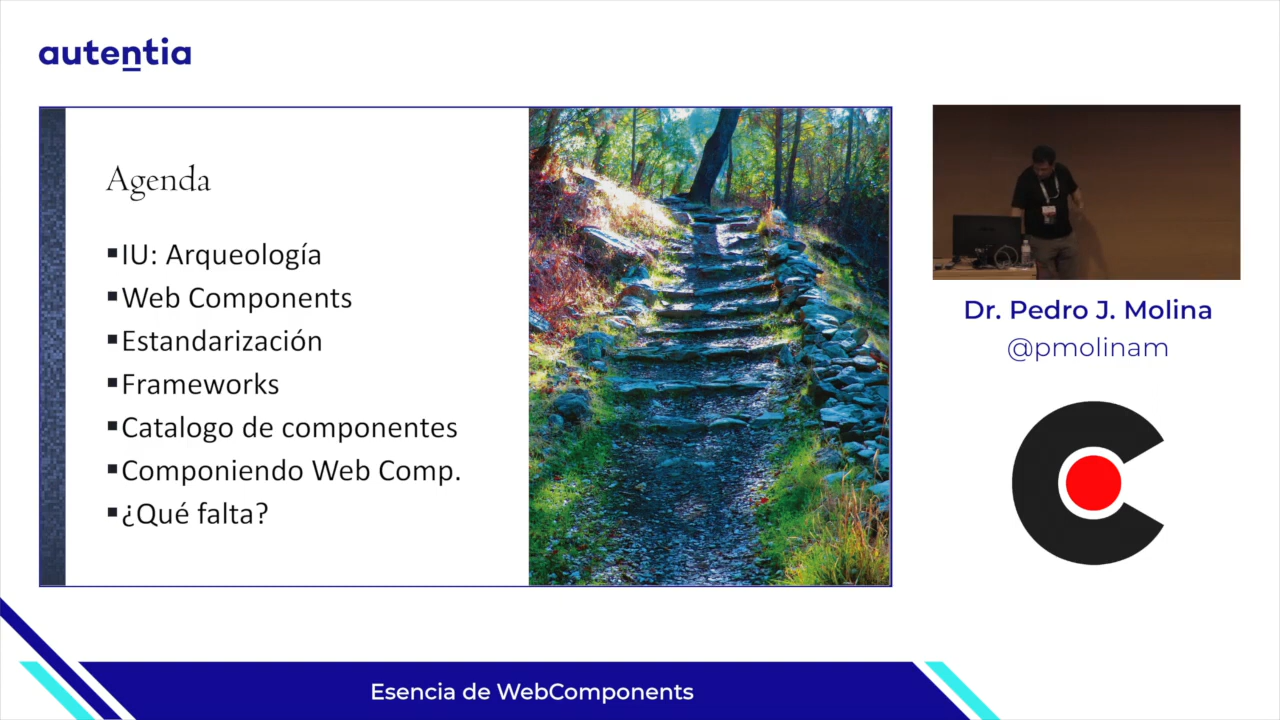 autentia
Agenda
▪IU: Arqueología
▪Web Components
▪Estandarización
▪Frameworks
▪Catalogo de componentes
▪Componiendo Web Comp.
▪¿Qué falta?
Dr. Pedro J. Molina
@pmolinam
Esencia de WebComponents